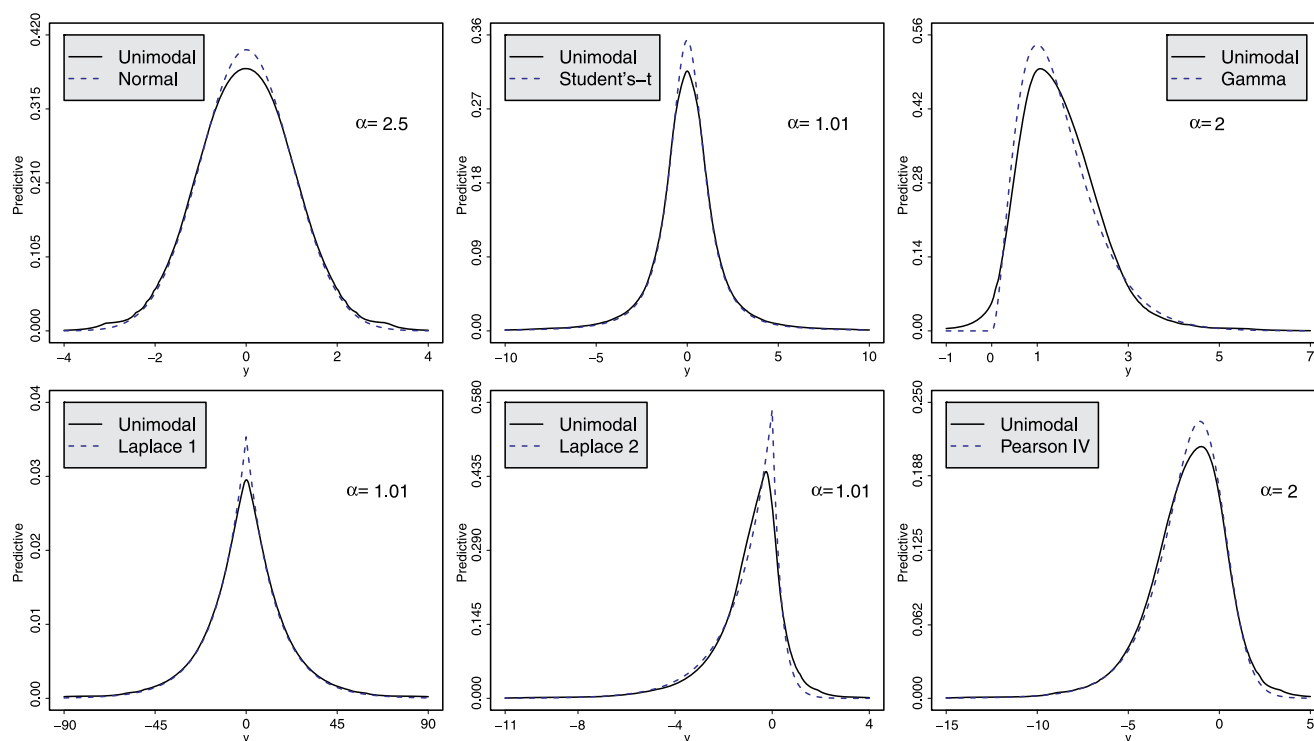 Unimodal
Normal
α= 2.5
Predictive
0.420
0.315
0.210
0.105
0.000
−4 −2 0 2 4
y
Unimodal
Student's−t
α= 1.01
Predictive
0.36
0.27
0.18
0.09
0.00
−10 −5 0 5 10
y
Unimodal
Gamma
α= 2
Predictive
0.56
0.42
0.28
0.14
0.00
−1 0 1 3 5 7
y
Unimodal
Laplace 1
α= 1.01
Predictive
0.04
0.03
0.02
0.01
0.00
−90 −45 0 45 90
y
Unimodal
Laplace 2
α= 1.01
Predictive
0.580
0.435
0.290
0.145
0.000
−11 −4 0 4
y
Unimodal
Pearson IV
α= 2
Predictive
0.250
0.188
0.125
0.062
0.000
−15 −10 −5 0 5
y